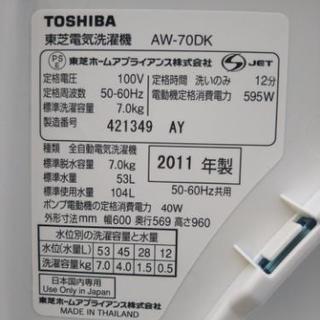 TOSHIBA
東芝電気洗濯機 AW-70DK
PS E 東芝ホームアプライアンス株式会社 JET
定格電圧 100V 定格時間 洗いのみ 12分
定格周波数 50-60Hz 電動機定格消費電力 595W
標準洗濯容量 7.0kg
製造番号 421349 AY
種類 全自動電気洗濯機
標準脱水容量 7.0kg 2011 年製
標準水量 53L
標準使用水量 104L 50-60Hz共用
ポンプ電動機の定格消費電力 40W
外形寸法mm 幅600 奥行569 高さ960
水位別の洗濯容量と水量
水位(水量L) 53 45 28 12
洗濯容量kg 7.0 4.0 1.5 0.5
日本国内専用
Use Only in Japan
東芝ホームアプライアンス株式会社
MADE IN THAILAND